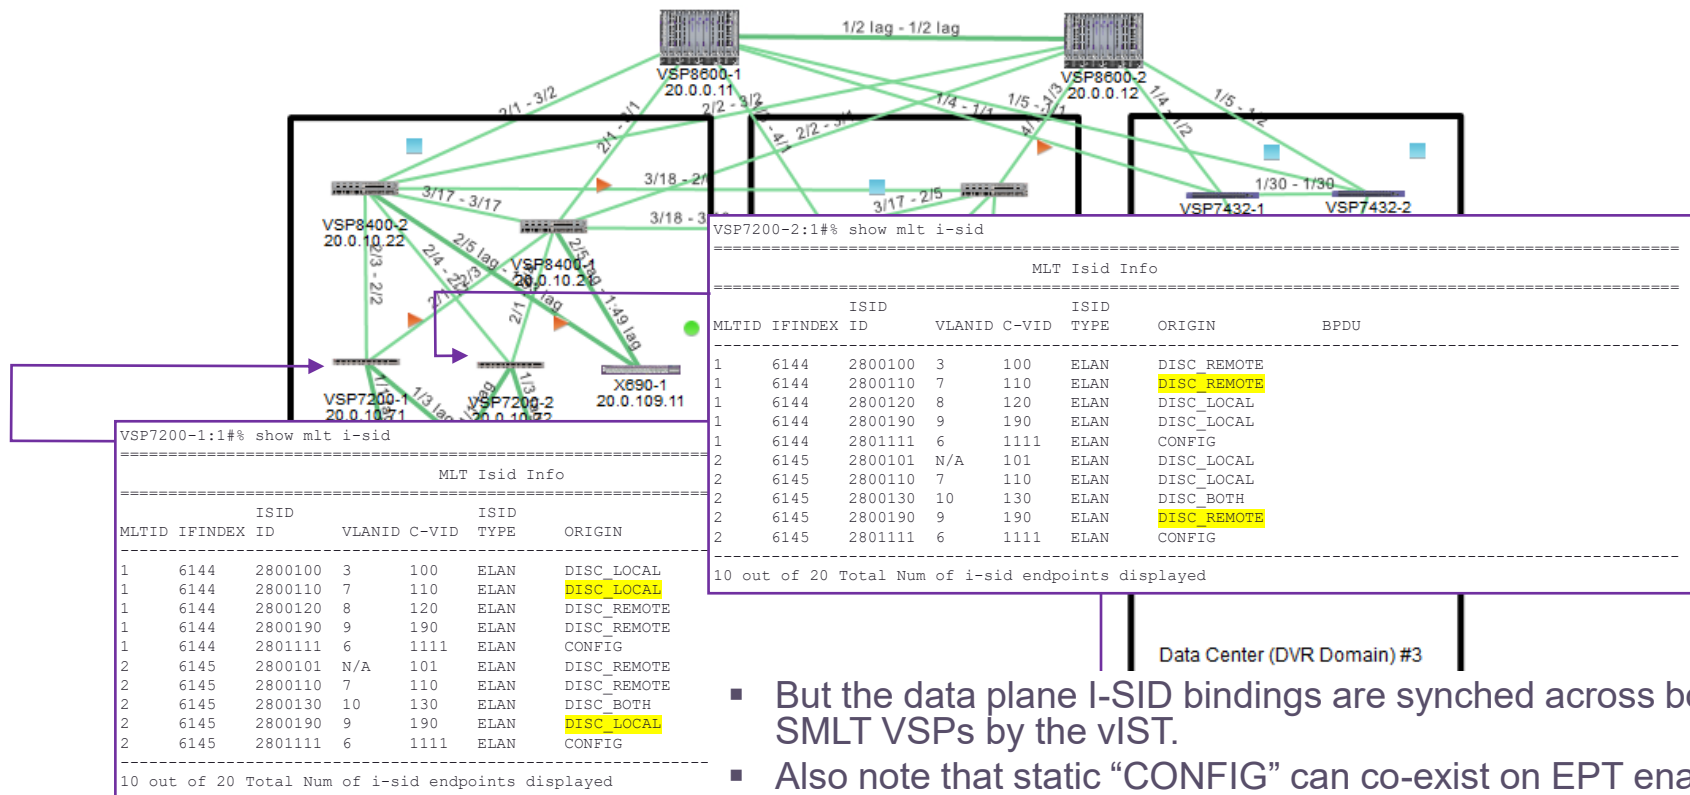 1/2 lag - 1/2 lag
VSP8600-1
20.0.0.11
VSP8600-2
20.0.0.12
2/1 - 3/2
2/2 - 3/2
1/4 - 1/1
1/5 -
1/4 - 1/2
1/5 - 1/2
2/2 -
3/17 - 3/17
3/18 - 2/
3/17 - 2/5
1/30 - 1/30
VSP8400-2
20.0.10.22
3/18 - 3
VSP7432-1
VSP7432-2
VSP8400-1
20.0.10.21
2/3 - 2/2
2/5 lag -
2/4 -
2/1
1:49 lag
VSP7200-1
20.0.10.71
VSP7200-2
20.0.10.72
1/3 lag
X690-1
20.0.109.11
VSP7200-2:1#% show mlt i-sid
================================================================================
MLT Isid Info
================================================================================
ISID ISID
MLTID IFINDEX ID VLANID C-VID TYPE ORIGIN BPDU
--------------------------------------------------------------------------------
1 6144 2800100 3 100 ELAN DISC_REMOTE
1 6144 2800110 7 110 ELAN DISC_REMOTE
1 6144 2800120 8 120 ELAN DISC_LOCAL
1 6144 2800190 9 190 ELAN DISC_LOCAL
1 6144 2801111 6 1111 ELAN CONFIG
2 6145 2800101 N/A 101 ELAN DISC_LOCAL
2 6145 2800110 7 110 ELAN DISC_LOCAL
2 6145 2800130 10 130 ELAN DISC_BOTH
2 6145 2800190 9 190 ELAN DISC_REMOTE
2 6145 2801111 6 1111 ELAN CONFIG
--------------------------------------------------------------------------------
10 out of 20 Total Num of i-sid endpoints displayed
VSP7200-1:1#% show mlt i-sid
================================================================================
MLT Isid Info
================================================================================
ISID ISID
MLTID IFINDEX ID VLANID C-VID TYPE ORIGIN
--------------------------------------------------------------------------------
1 6144 2800100 3 100 ELAN DISC_LOCAL
1 6144 2800110 7 110 ELAN DISC_LOCAL
1 6144 2800120 8 120 ELAN DISC_REMOTE
1 6144 2800190 9 190 ELAN DISC_REMOTE
1 6144 2801111 6 1111 ELAN CONFIG
2 6145 2800101 N/A 101 ELAN DISC_REMOTE
2 6145 2800110 7 110 ELAN DISC_REMOTE
2 6145 2800130 10 130 ELAN DISC_BOTH
2 6145 2800190 9 190 ELAN DISC_LOCAL
2 6145 2801111 6 1111 ELAN CONFIG
--------------------------------------------------------------------------------
10 out of 20 Total Num of i-sid endpoints displayed
Data Center (DVR Domain) #3
▪ But the data plane I-SID bindings are synched across
SMLT VSPs by the vIST.
▪ Also note that static “CONFIG” can co-exist on EPT